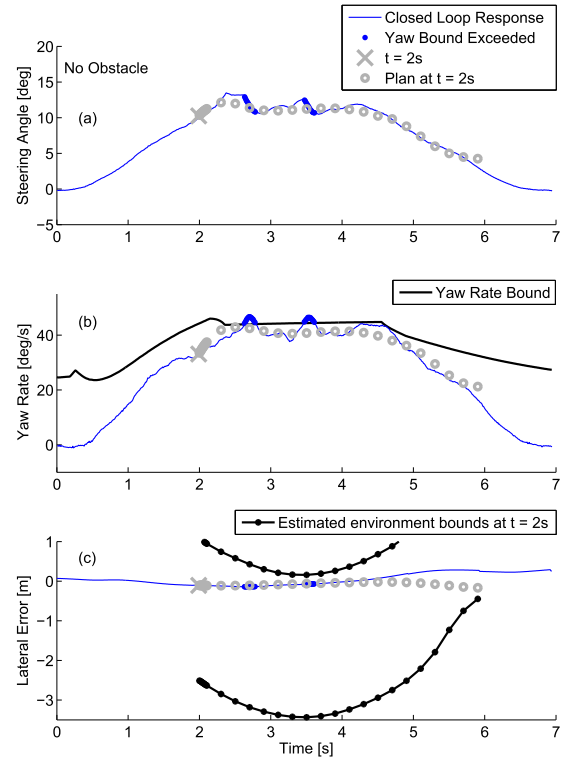 Closed Loop Response
Yaw Bound Exceeded
t = 2s
Plan at t = 2s
No Obstacle
(a)
Steering Angle [deg]
20
15
10
5
0
−5
0 1 2 3 4 5 6 7
Yaw Rate Bound
(b)
Yaw Rate [deg/s]
40
20
0
0 1 2 3 4 5 6 7
Estimated environment bounds at t = 2s
(c)
Lateral Error [m]
1
0
−1
−2
−3
0 1 2 3 4 5 6 7
Time [s]